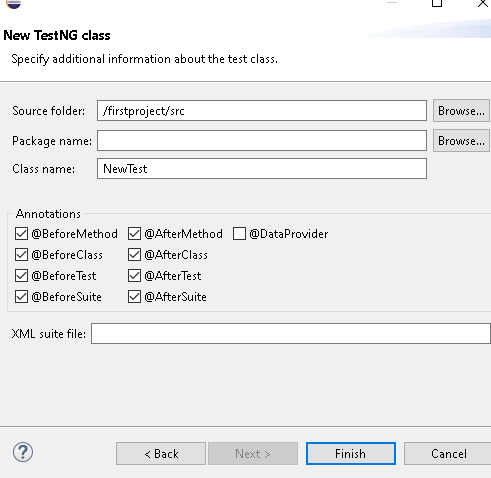 New TestNG class
Specify additional information about the test class.
Source folder: /firstproject/src Browse...
Package name: Browse...
Class name: NewTest
Annotations
@BeforeMethod @AfterMethod @DataProvider
@BeforeClass @AfterClass
@BeforeTest @AfterTest
@BeforeSuite @AfterSuite
XML suite file:
? < Back Next > Finish Cancel